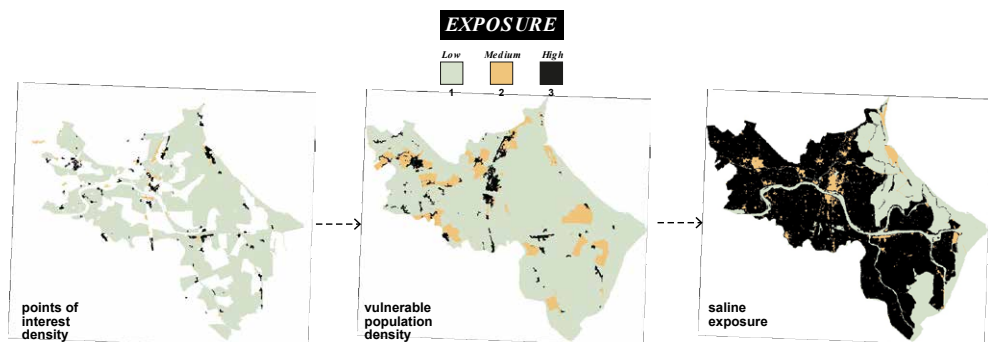 EXPOSURE
Low Medium High
1 2 3
points of
interest
density
vulnerable
population
density
saline
exposure